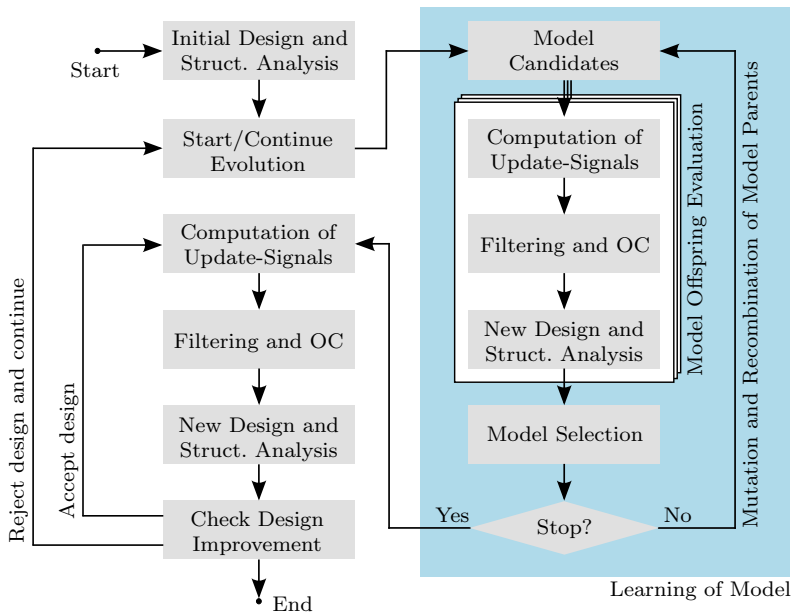 Start
Initial Design and
Struct. Analysis
Start/Continue
Evolution
Computation of
Update-Signals
Filtering and OC
New Design and
Struct. Analysis
Check Design
Improvement
End
Reject design and continue
Accept design
Model
Candidates
Computation of
Update-Signals
Filtering and OC
New Design and
Struct. Analysis
Model Offspring Evaluation
Model Selection
Stop?
Yes
No
Mutation and Recombination of Model Parents
Learning of Model